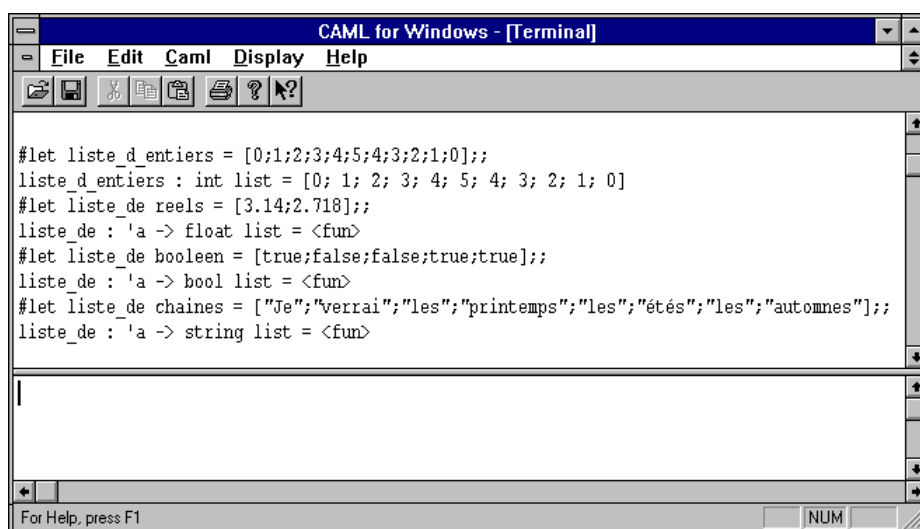 CAML for Windows - [Terminal]
File Edit Caml Display Help
#let liste_d_entiers = [0;1;2;3;4;5;4;3;2;1;0];;
liste_d_entiers : int list = [0; 1; 2; 3; 4; 5; 4; 3; 2; 1; 0]
#let liste_de reels = [3.14;2.718];;
liste_de : 'a -> float list = <fun>
#let liste_de booleen = [true;false;false;true;true];;
liste_de : 'a -> bool list = <fun>
#let liste_de chaines = ["Je";"verrai";"les";"printemps";"les";"étés";"les";"automnes"];;
liste_de : 'a -> string list = <fun>
For Help, press F1
NUM